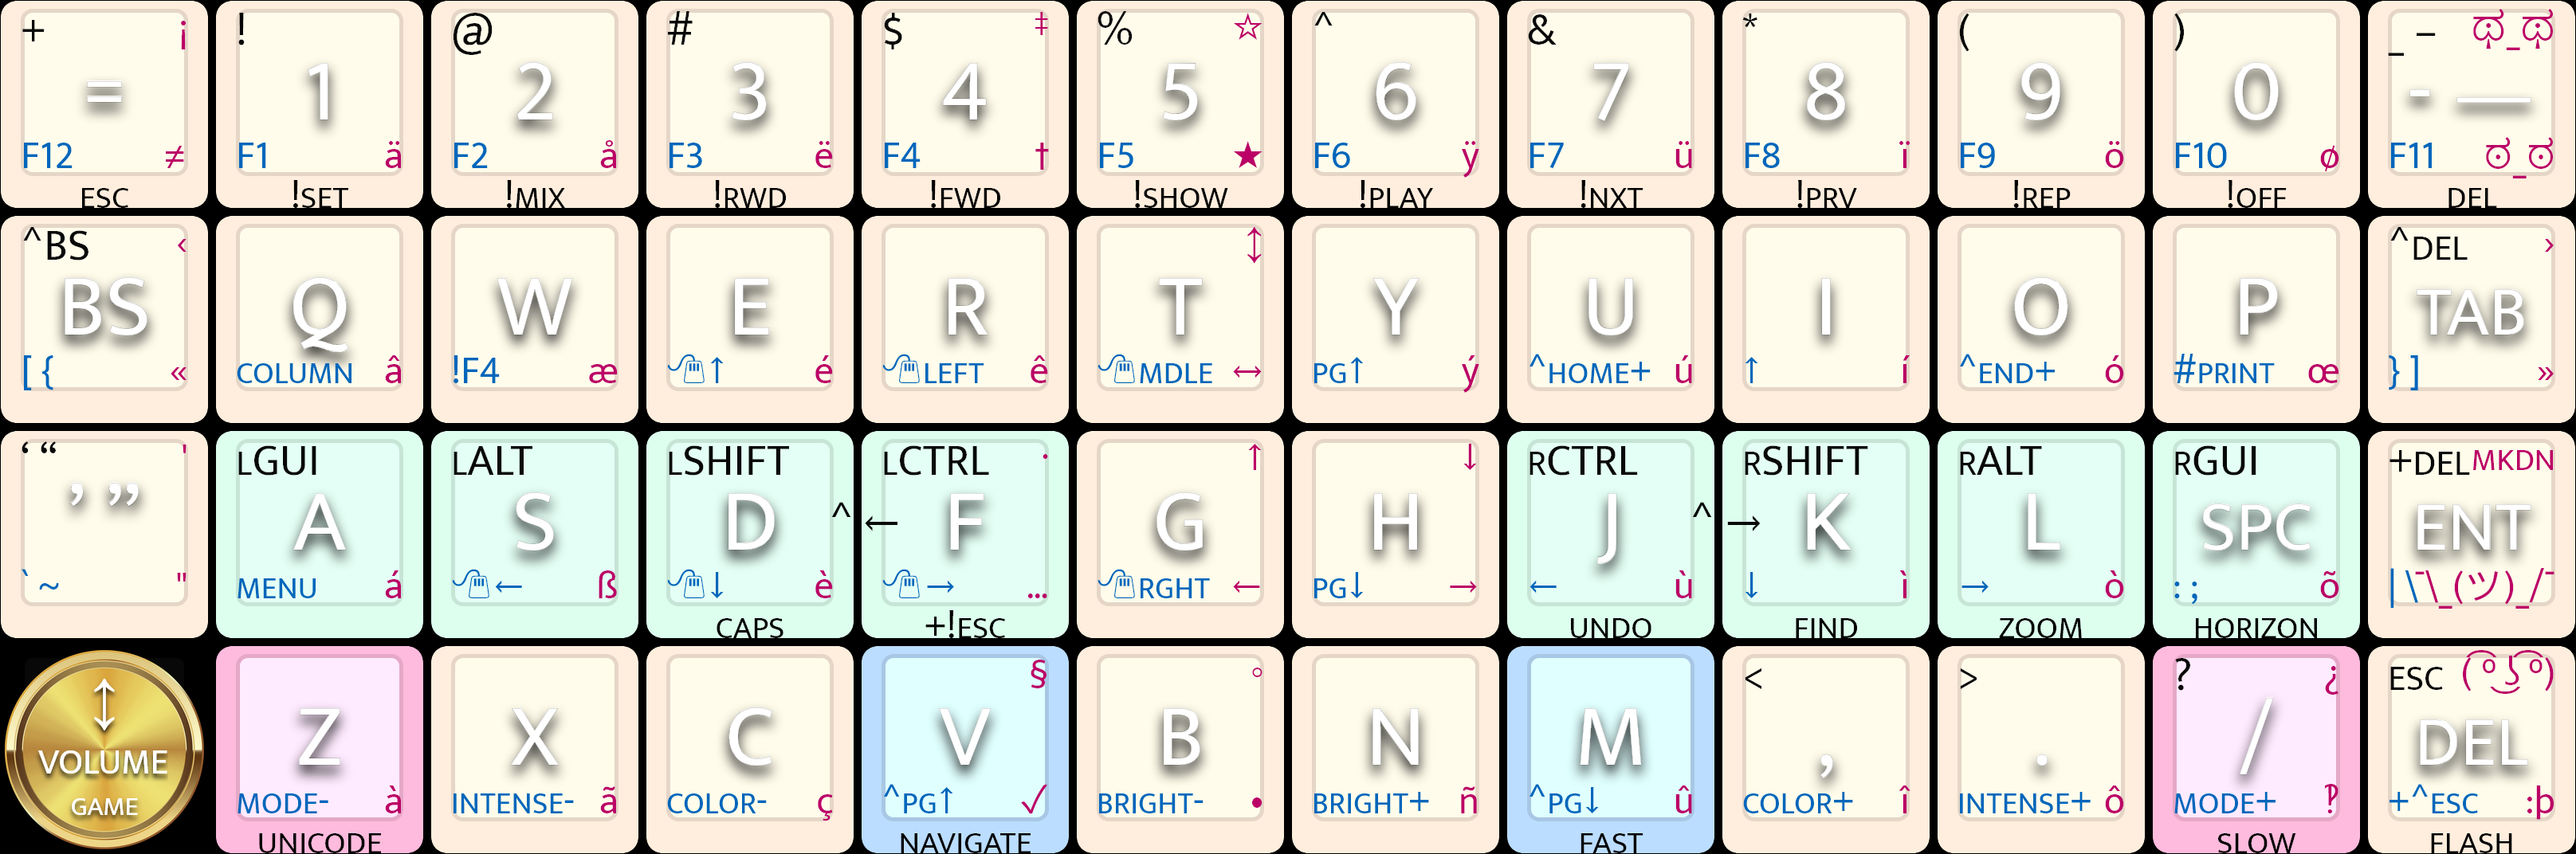 + ¡ ! @ # $ ‡ % ☆ ^ & * ( ) _ – ಠ_ಠ
= 1 2 3 4 5 6 7 8 9 0 - —
F12 ≠ F1 ä F2 å F3 ë F4 † F5 ★ F6 ÿ F7 ü F8 ï F9 ö F10 ø F11 ಠ_ಠ
ESC !SET !MIX !RWD !FWD !SHOW !PLAY !NXT !PRV !REP !OFF DEL
^BS ‹ ↕ ^DEL ›
BS Q W E R T Y U I O P TAB
[ { « COLUMN â !F4 æ ↑ é LEFT ê MDLE ↔ PG↑ ý ^HOME+ ú ↑ í ^END+ ó #PRINT œ } ] »
‘ “ ' LGUI LALT LSHIFT LCTRL · ↑ ↓ RCTRL RSHIFT RALT RGUI +DEL MKDN
’ ” A S D ^ ← F G H J ^ → K L SPC ENT
` ~ " MENU á ← ß ↓ è → … RGHT ← PG↓ → ← ù ↓ ì → ò : ; õ | \ ¯\_(ツ)_/¯
CAPS +!ESC UNDO FIND ZOOM HORIZON
↕ § ° < > ? ¿ ESC ( ͡° ͜ʖ ͡°)
VOLUME Z X C V B N M , . / DEL
GAME MODE- à INTENSE- ã COLOR- ç ^PG↑ ✓ BRIGHT- • BRIGHT+ ñ ^PG↓ û COLOR+ î INTENSE+ ô MODE+ ‽ +^ESC :þ
UNICODE NAVIGATE FAST SLOW FLASH